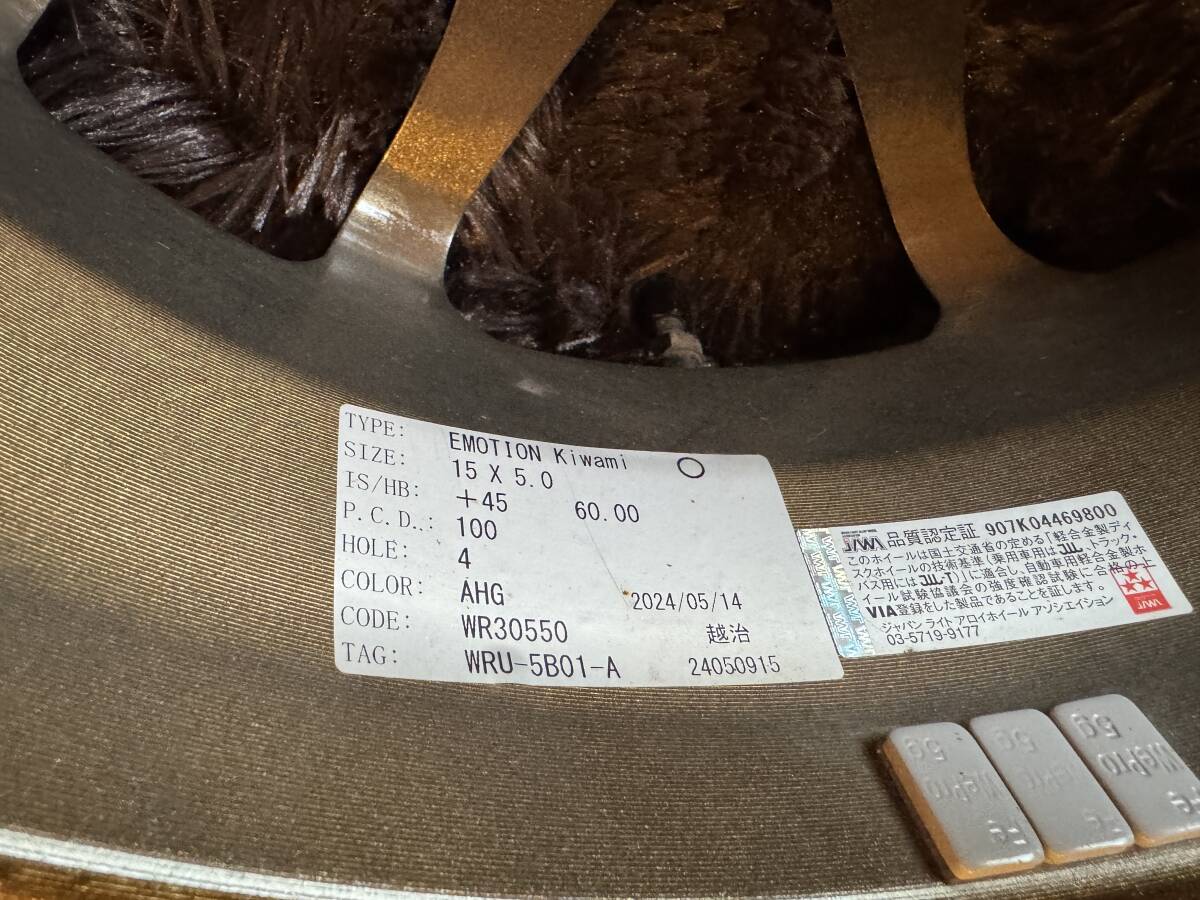 TYPE: EMOTION Kiwami ○
SIZE: 15 X 5.0
IS/HB: +45 60.00
P.C.D.,: 100
HOLE: 4
COLOR: AHG 2024/05/14
CODE: WR30550 越治
TAG: WRU-5B01-A 24050915
JAWA 品質認定証 907K04469800
このホイールは国土交通省の定める「軽合金製ディ
スクホイールの技術基準(乗用車用はJWL トラック・
バス用にはJWL-T)」に適合し、自動車用軽合金製ホ
イール試験協議会の強度確認試験に合格の上
VIA登録をした製品であることを証します。
ジャパン ライト アロイホイール アソシエイション
03-5719-9177
JAWA
5g
5g
5g